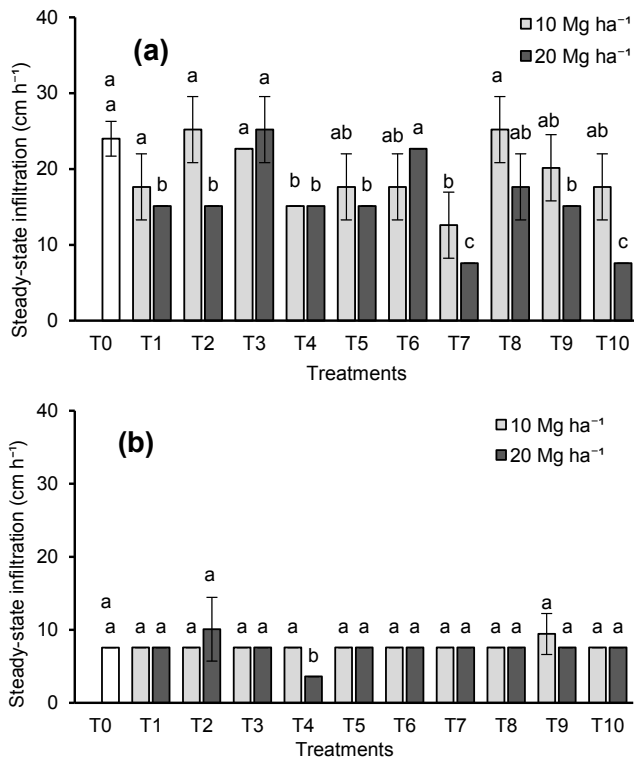 (a)
10 Mg ha⁻¹
20 Mg ha⁻¹
Steady-state infiltration (cm h⁻¹)
40
30
20
10
0
a
a
a b
a b
a a
b b
ab b
ab a
b c
a ab
ab b
ab c
T0 T1 T2 T3 T4 T5 T6 T7 T8 T9 T10
Treatments
(b)
10 Mg ha⁻¹
20 Mg ha⁻¹
Steady-state infiltration (cm h⁻¹)
40
30
20
10
0
a
a
a a
a a
a a
a b
a a
a a
a a
a a
a a
a a
T0 T1 T2 T3 T4 T5 T6 T7 T8 T9 T10
Treatments